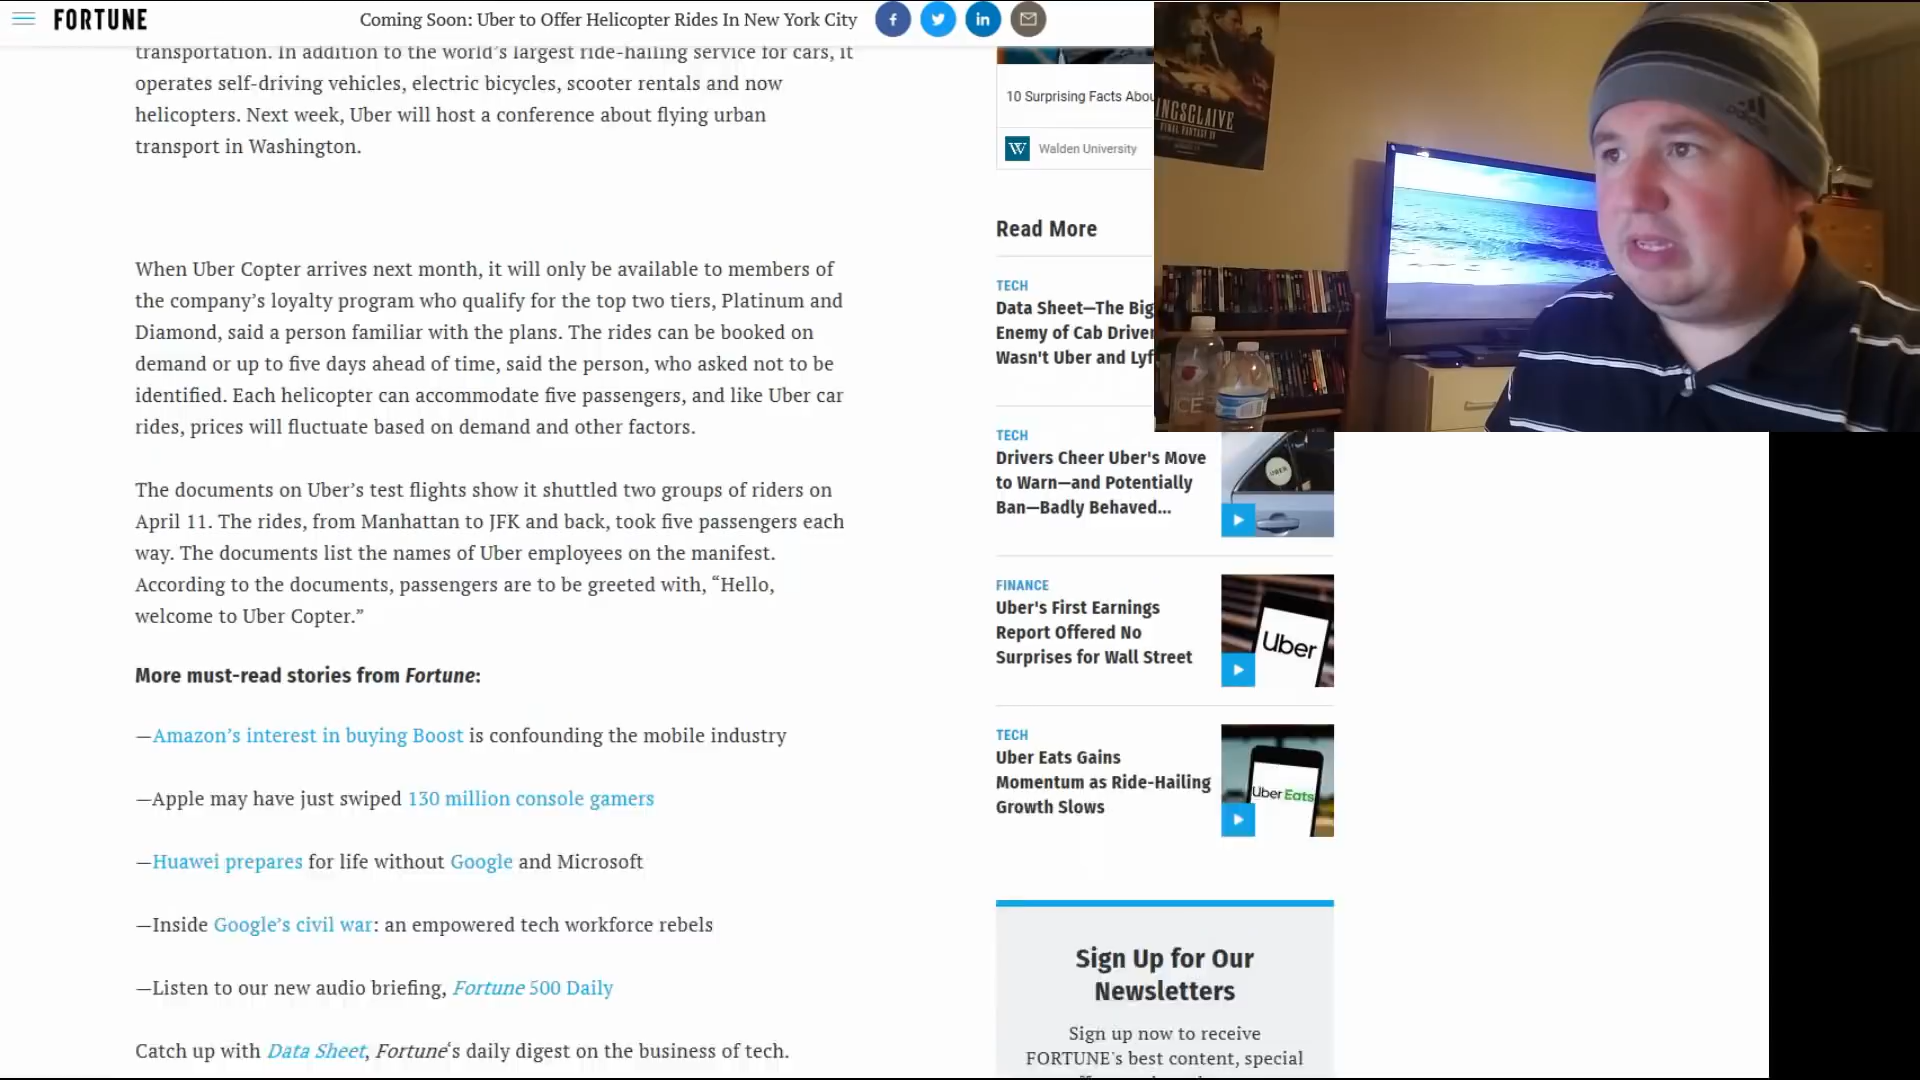 FORTUNE
Coming Soon: Uber to Offer Helicopter Rides In New York City
transportation. In addition to the world's largest ride-hailing service for cars, it
operates self-driving vehicles, electric bicycles, scooter rentals and now
helicopters. Next week, Uber will host a conference about flying urban
transport in Washington.
When Uber Copter arrives next month, it will only be available to members of
the company’s loyalty program who qualify for the top two tiers, Platinum and
Diamond, said a person familiar with the plans. The rides can be booked on
demand or up to five days ahead of time, said the person, who asked not to be
identified. Each helicopter can accommodate five passengers, and like Uber car
rides, prices will fluctuate based on demand and other factors.
The documents on Uber’s test flights show it shuttled two groups of riders on
April 11. The rides, from Manhattan to JFK and back, took five passengers each
way. The documents list the names of Uber employees on the manifest.
According to the documents, passengers are to be greeted with, “Hello,
welcome to Uber Copter.”
More must-read stories from Fortune:
—Amazon’s interest in buying Boost is confounding the mobile industry
—Apple may have just swiped 130 million console gamers
—Huawei prepares for life without Google and Microsoft
—Inside Google’s civil war: an empowered tech workforce rebels
—Listen to our new audio briefing, Fortune 500 Daily
Catch up with Data Sheet, Fortune‘s daily digest on the business of tech.
10 Surprising Facts Abou
W Walden University
Read More
TECH
Data Sheet—The Big
Enemy of Cab Driver
Wasn't Uber and Lyf
TECH
Drivers Cheer Uber's Move
to Warn—and Potentially
Ban—Badly Behaved...
FINANCE
Uber's First Earnings
Report Offered No
Surprises for Wall Street
Uber
TECH
Uber Eats Gains
Momentum as Ride-Hailing
Growth Slows
Uber Eats
Sign Up for Our
Newsletters
Sign up now to receive
FORTUNE's best content, special
INGSGLAIVE
FINAL FANTASY XV
ICE
adidas